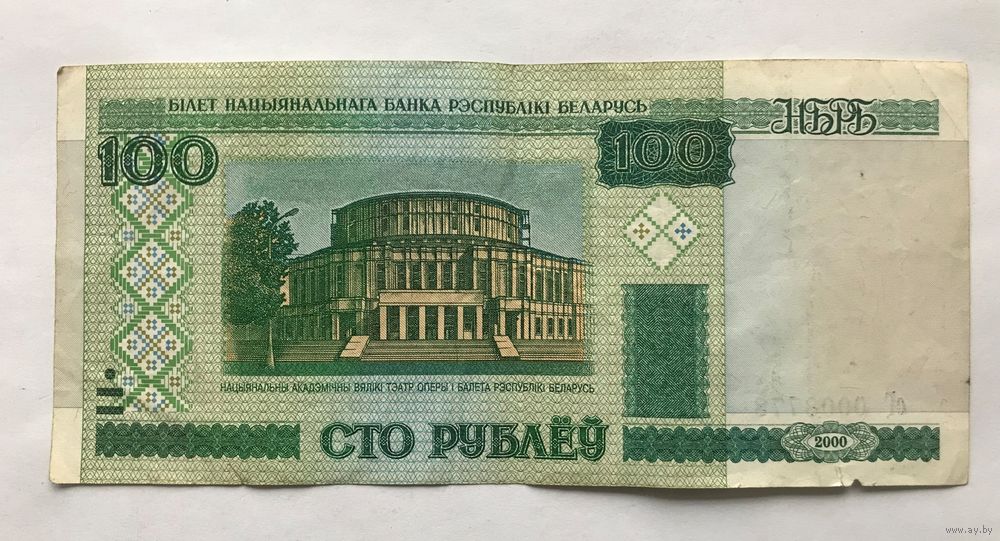 БІЛЕТ НАЦЫЯНАЛЬНАГА БАНКА РЭСПУБЛІКІ БЕЛАРУСЬ
НБРБ
100
100
НАЦЫЯНАЛЬНЫ АКАДЭМІЧНЫ ВЯЛІКІ ТЭАТР ОПЕРЫ І БАЛЕТА РЭСПУБЛІКІ БЕЛАРУСЬ
СТО РУБЛЁЎ
2000
www.ay.by